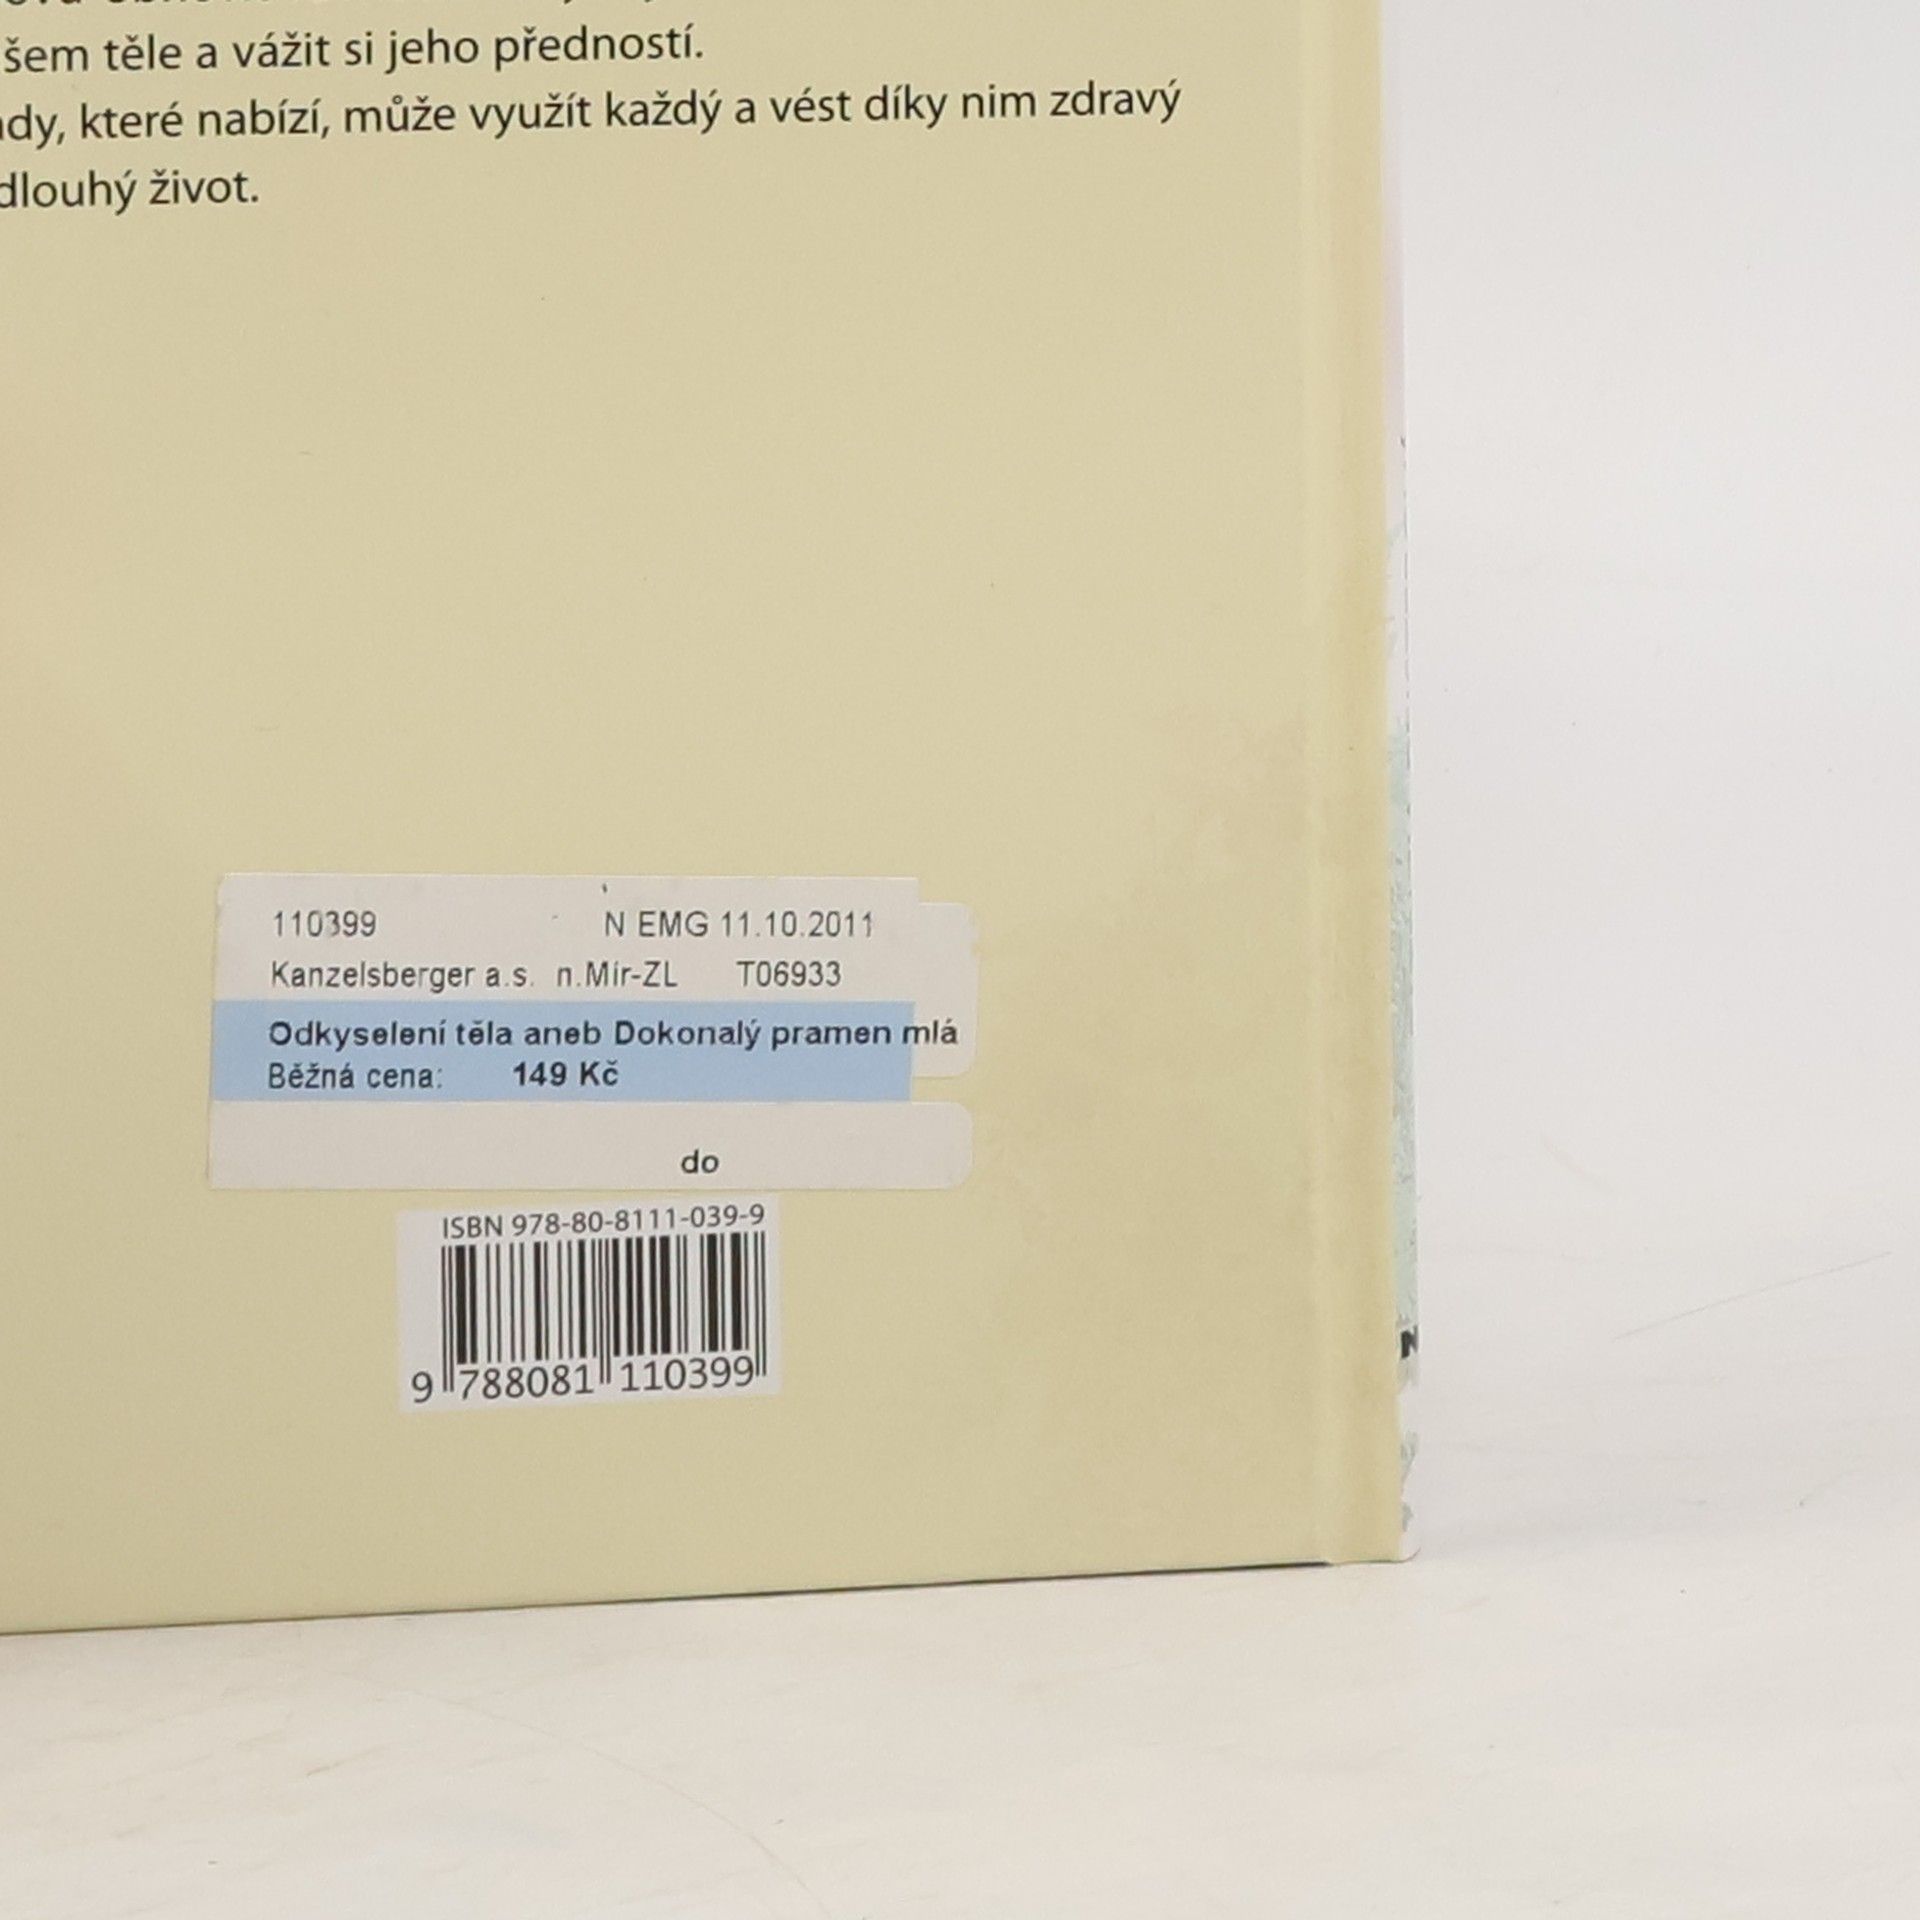 šem těle a vážit si jeho předností.
které nabízí, může využít každý a vést díky nim zdravý
dlouhý život.
110399 N EMG 11.10.2011
Kanzelsberger a.s. n.Mír-ZL T06933
Odkyselení těla aneb Dokonalý pramen mlá
Běžná cena: 149 Kč
do
ISBN 978-80-8111-039-9
9 788081 110399
N